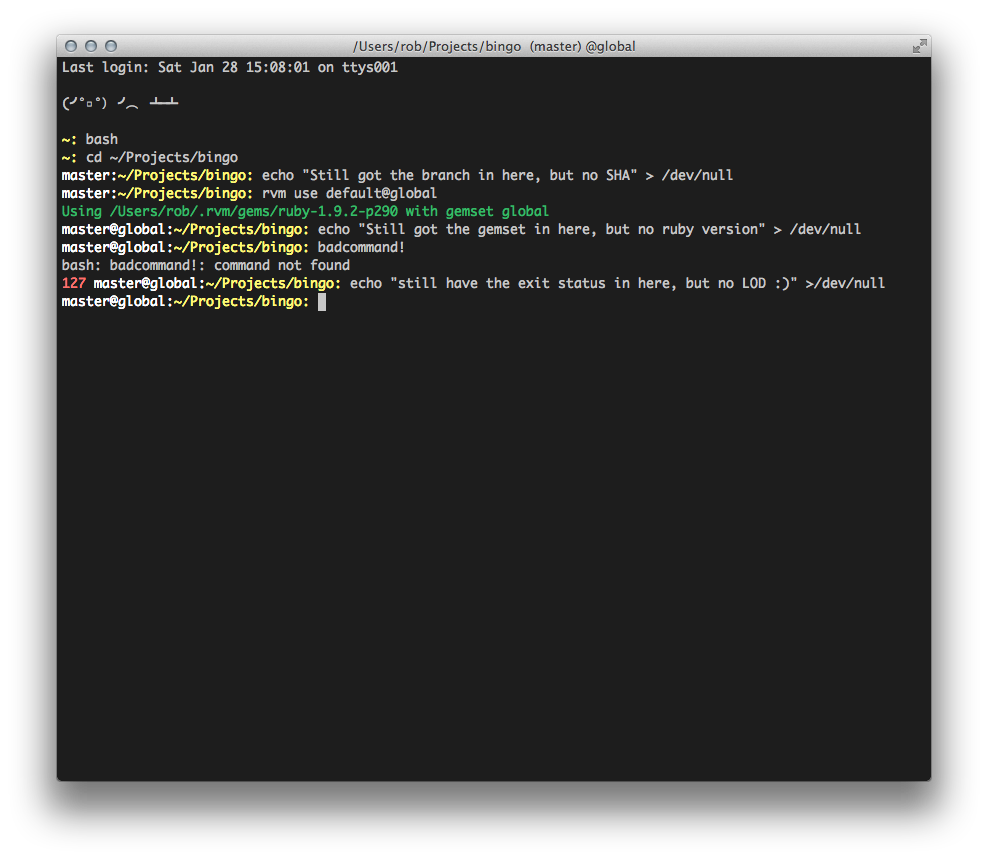 /Users/rob/Projects/bingo (master) @global
Last login: Sat Jan 28 15:08:01 on ttys001
(╯°□°) ╯︵ ┻━┻
~: bash
~: cd ~/Projects/bingo
master:~/Projects/bingo: echo "Still got the branch in here, but no SHA" > /dev/null
master:~/Projects/bingo: rvm use default@global
Using /Users/rob/.rvm/gems/ruby-1.9.2-p290 with gemset global
master@global:~/Projects/bingo: echo "Still got the gemset in here, but no ruby version" > /dev/null
master@global:~/Projects/bingo: badcommand!
bash: badcommand!: command not found
127 master@global:~/Projects/bingo: echo "still have the exit status in here, but no LOD :)" >/dev/null
master@global:~/Projects/bingo: